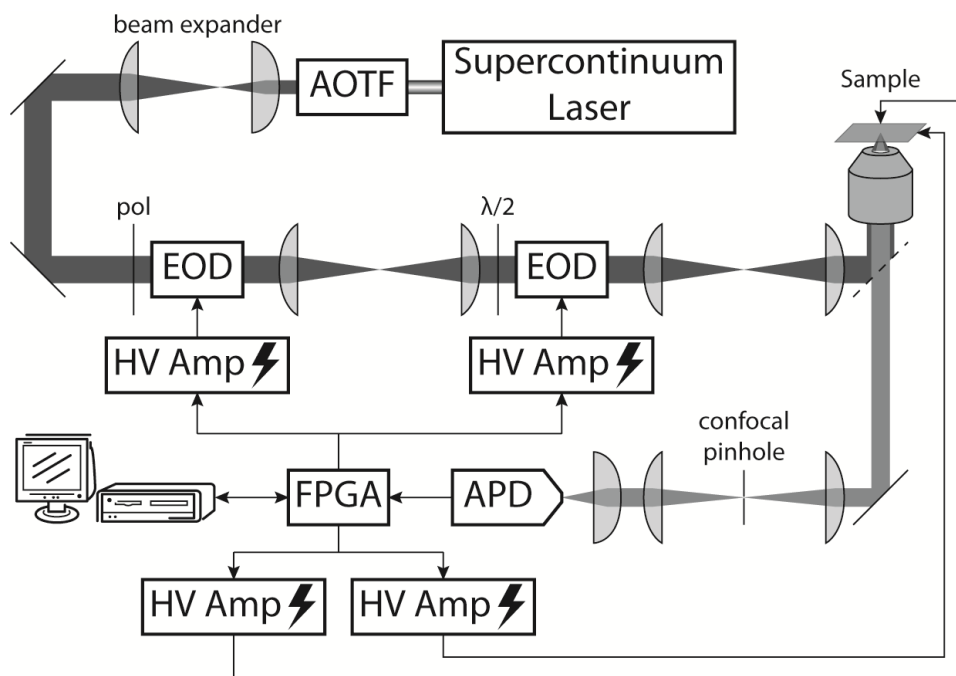 beam expander
AOTF
Supercontinuum
Laser
Sample
pol
EOD
λ/2
EOD
HV Amp
HV Amp
confocal
pinhole
FPGA
APD
HV Amp
HV Amp